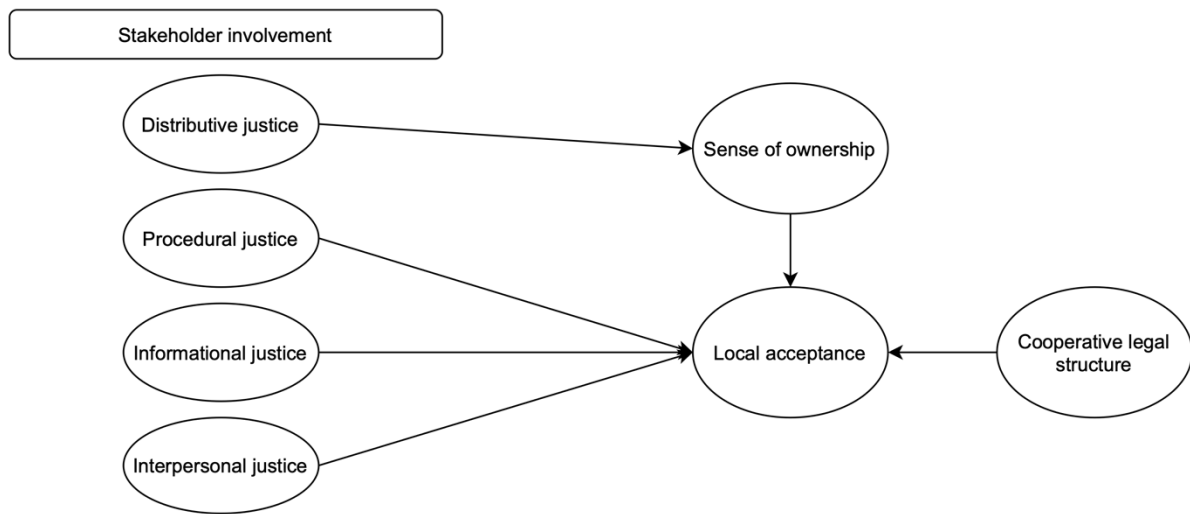 Stakeholder involvement
Distributive justice
Sense of ownership
Procedural justice
Informational justice
Local acceptance
Cooperative legal
structure
Interpersonal justice